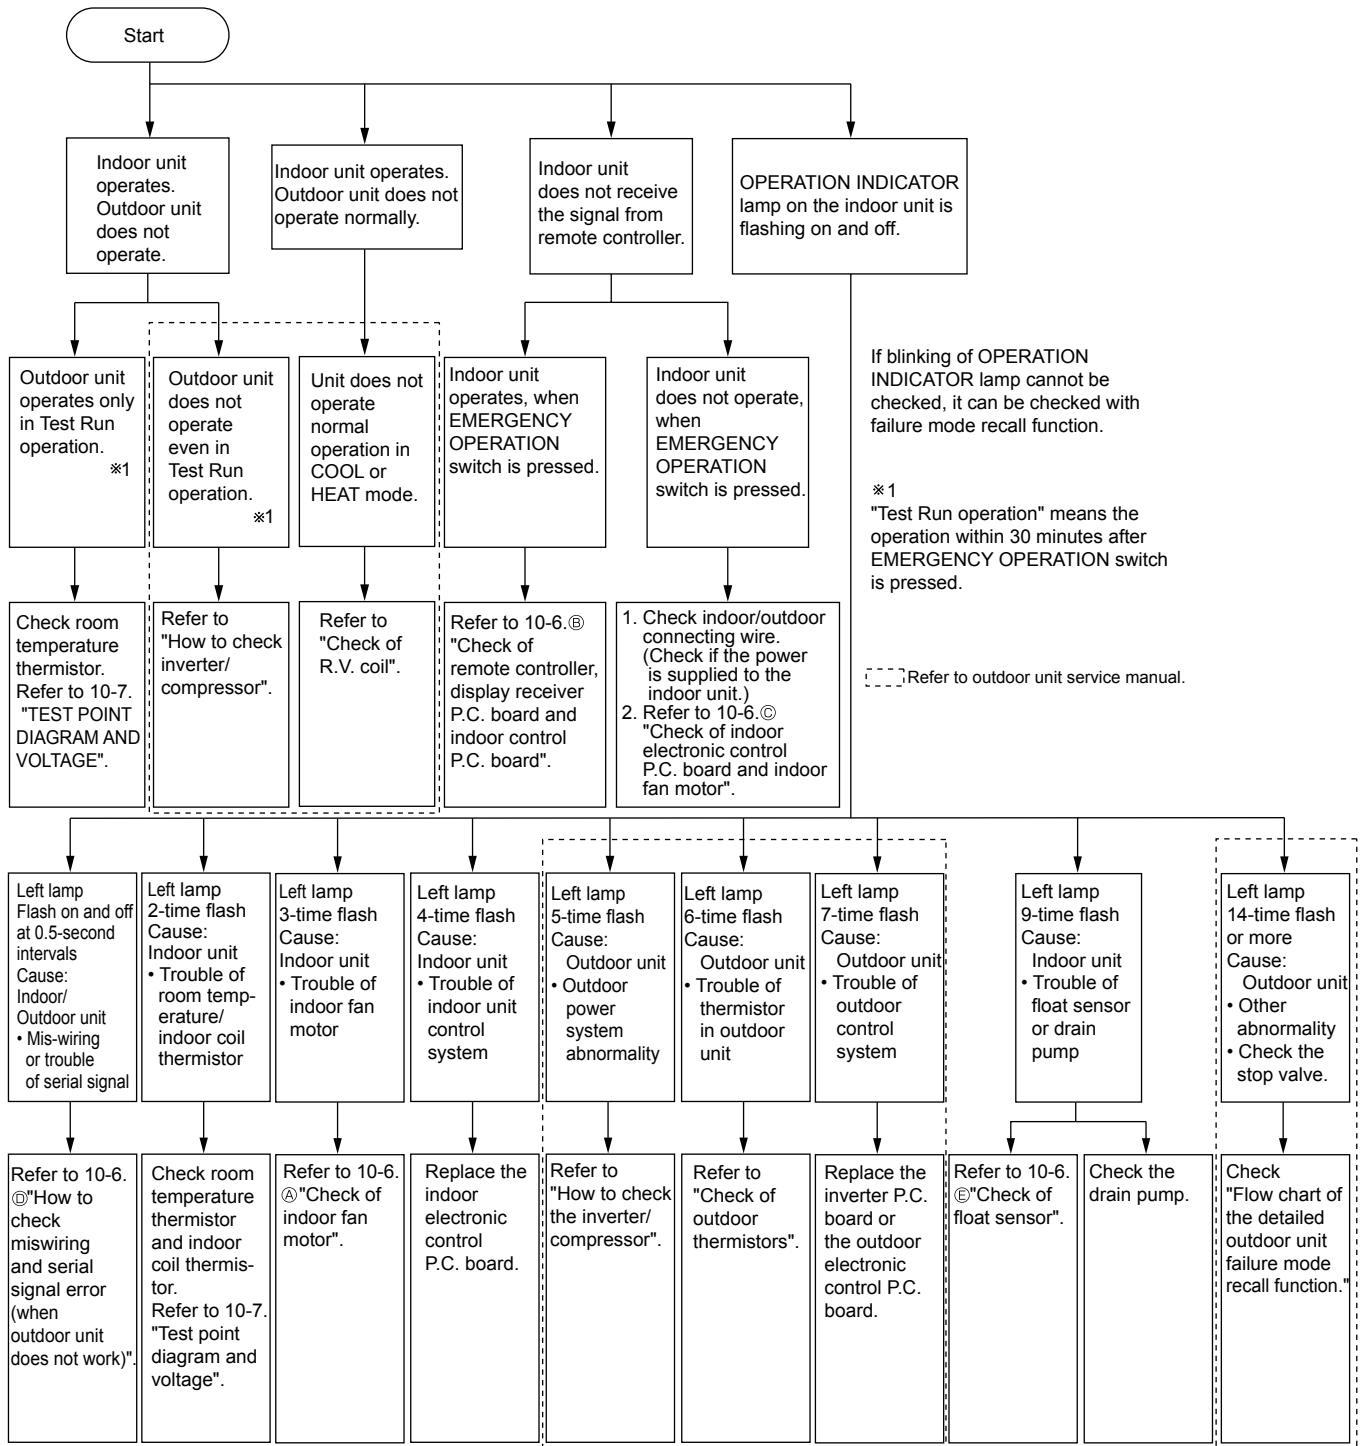 Start
Indoor unit
operates.
Outdoor unit
does not
operate.
Indoor unit operates.
Outdoor unit does not
operate normally.
Indoor unit
does not receive
the signal from
remote controller.
OPERATION INDICATOR
lamp on the indoor unit is
flashing on and off.
Outdoor unit
operates only
in Test Run
operation.
※1
Outdoor unit
does not
operate
even in
Test Run
operation.
※1
Unit does not
operate
normal
operation in
COOL or
HEAT mode.
Indoor unit
operates, when
EMERGENCY
OPERATION
switch is pressed.
Indoor unit
does not operate,
when
EMERGENCY
OPERATION
switch is pressed.
If blinking of OPERATION
INDICATOR lamp cannot be
checked, it can be checked with
failure mode recall function.
※1
"Test Run operation" means the
operation within 30 minutes after
EMERGENCY OPERATION switch
is pressed.
Refer to outdoor unit service manual.
Check room
temperature
thermistor.
Refer to 10-7.
"TEST POINT
DIAGRAM AND
VOLTAGE".
Refer to
"How to check
inverter/
compressor".
Refer to
"Check of
R.V. coil".
Refer to 10-6.Ⓑ
"Check of
remote controller,
display receiver
P.C. board and
indoor control
P.C. board".
1. Check indoor/outdoor
connecting wire.
(Check if the power
is supplied to the
indoor unit.)
2. Refer to 10-6.Ⓒ
"Check of indoor
electronic control
P.C. board and indoor
fan motor".
Left lamp
Flash on and off
at 0.5-second
intervals
Cause:
Indoor/
Outdoor unit
• Mis-wiring
or trouble
of serial signal
Left lamp
2-time flash
Cause:
Indoor unit
• Trouble of
room temp-
erature/
indoor coil
thermistor
Left lamp
3-time flash
Cause:
Indoor unit
• Trouble of
indoor fan
motor
Left lamp
4-time flash
Cause:
Indoor unit
• Trouble of
indoor unit
control
system
Left lamp
5-time flash
Cause:
Outdoor unit
• Outdoor
power
system
abnormality
Left lamp
6-time flash
Cause:
Outdoor unit
• Trouble of
thermistor
in outdoor
unit
Left lamp
7-time flash
Cause:
Outdoor unit
• Trouble of
outdoor
control
system
Left lamp
9-time flash
Cause:
Indoor unit
• Trouble of
float sensor
or drain
pump
Left lamp
14-time flash
or more
Cause:
Outdoor unit
• Other
abnormality
• Check the
stop valve.
Refer to 10-6.
Ⓓ"How to
check
miswiring
and serial
signal error
(when
outdoor unit
does not work)".
Check room
temperature
thermistor
and indoor
coil thermis-
tor.
Refer to 10-7.
"Test point
diagram and
voltage".
Refer to 10-6.
Ⓐ"Check of
indoor fan
motor".
Replace the
indoor
electronic
control
P.C. board.
Refer to
"How to check
the inverter/
compressor".
Refer to
"Check of
outdoor
thermistors".
Replace the
inverter P.C.
board or
the outdoor
electronic
control P.C.
board.
Refer to 10-6.
Ⓔ"Check of
float sensor".
Check the
drain pump.
Check
"Flow chart of
the detailed
outdoor unit
failure mode
recall function."